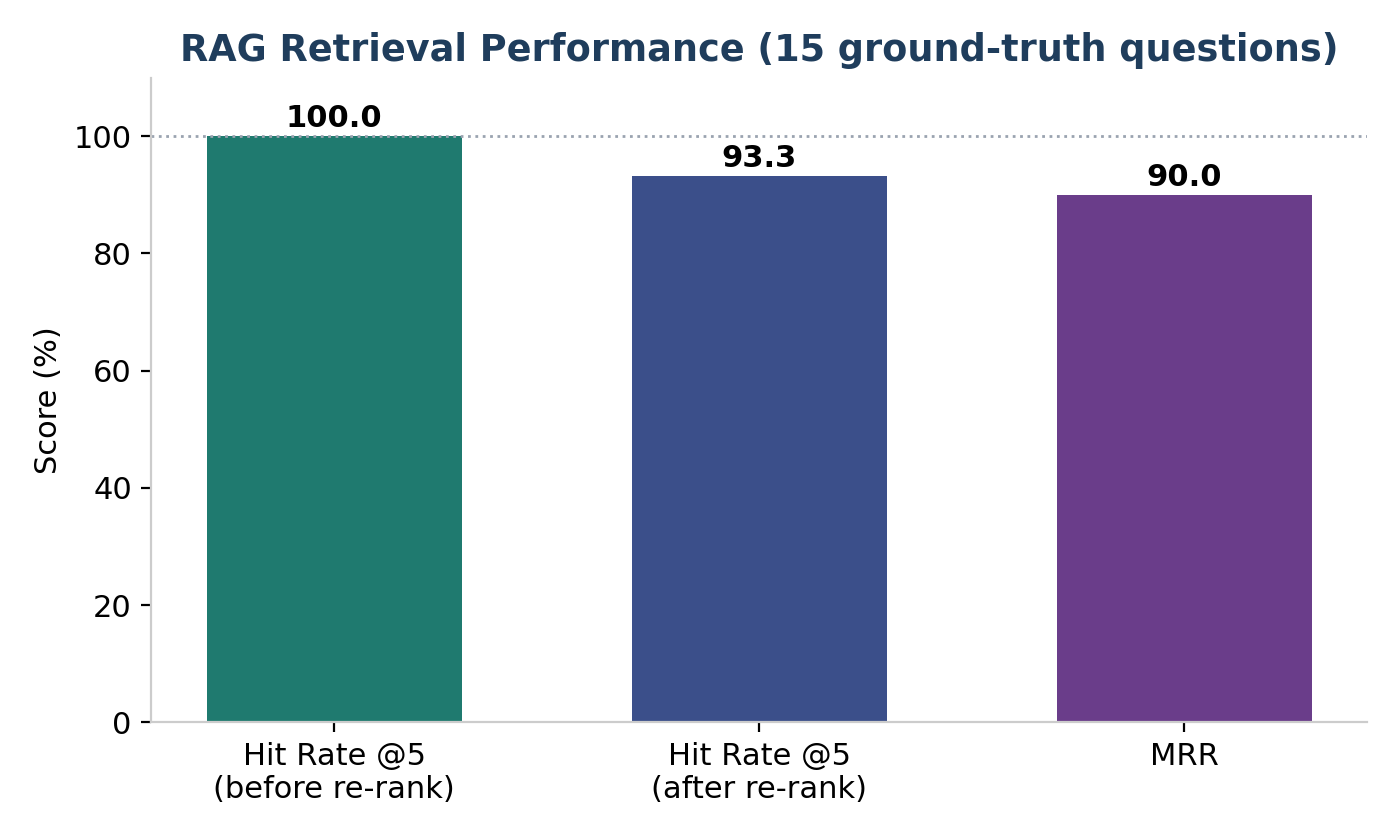 RAG Retrieval Performance (15 ground-truth questions)
Score (%)
100
80
60
40
20
0
100.0
93.3
90.0
Hit Rate @5
(before re-rank)
Hit Rate @5
(after re-rank)
MRR